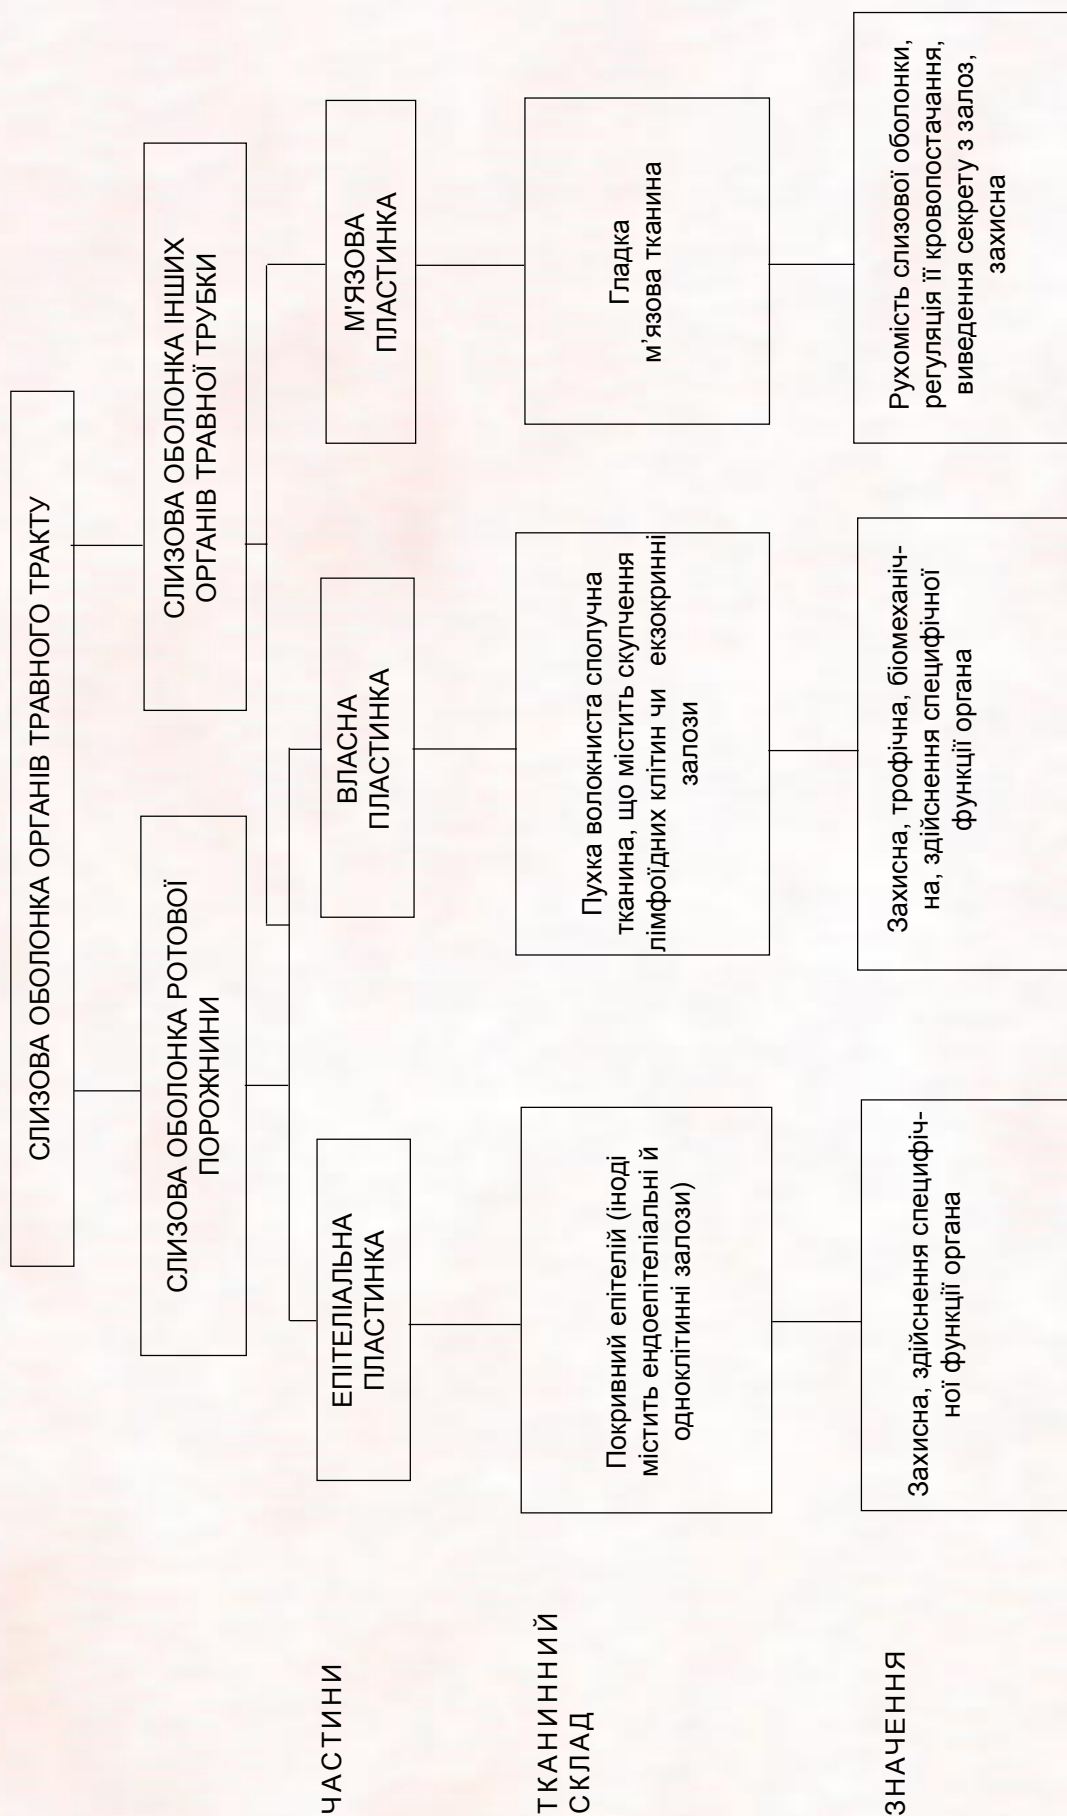 СЛИЗОВА ОБОЛОНКА ОРГАНІВ ТРАВНОГО ТРАКТУ
СЛИЗОВА ОБОЛОНКА РОТОВОЇ
ПОРОЖНИНИ
СЛИЗОВА ОБОЛОНКА ІНШИХ
ОРГАНІВ ТРАВНОЇ ТРУБКИ
ЧАСТИНИ
ЕПІТЕЛІАЛЬНА
ПЛАСТИНКА
ВЛАСНА
ПЛАСТИНКА
М'ЯЗОВА
ПЛАСТИНКА
ТКАНИННИЙ
СКЛАД
Покривний епітелій (іноді
містить ендоепітеліальні й
одноклітинні залози)
Пухка волокниста сполучна
тканина, що містить скупчення
лімфоїдних клітин чи екзокринні
залози
Гладка
м’язова тканина
ЗНАЧЕННЯ
Захисна, здійснення специфіч-
ної функції органа
Захисна, трофічна, біомеханіч-
на, здійснення специфічної
функції органа
Рухомість слизової оболонки,
регуляція її кровопостачання,
виведення секрету з залоз,
захисна